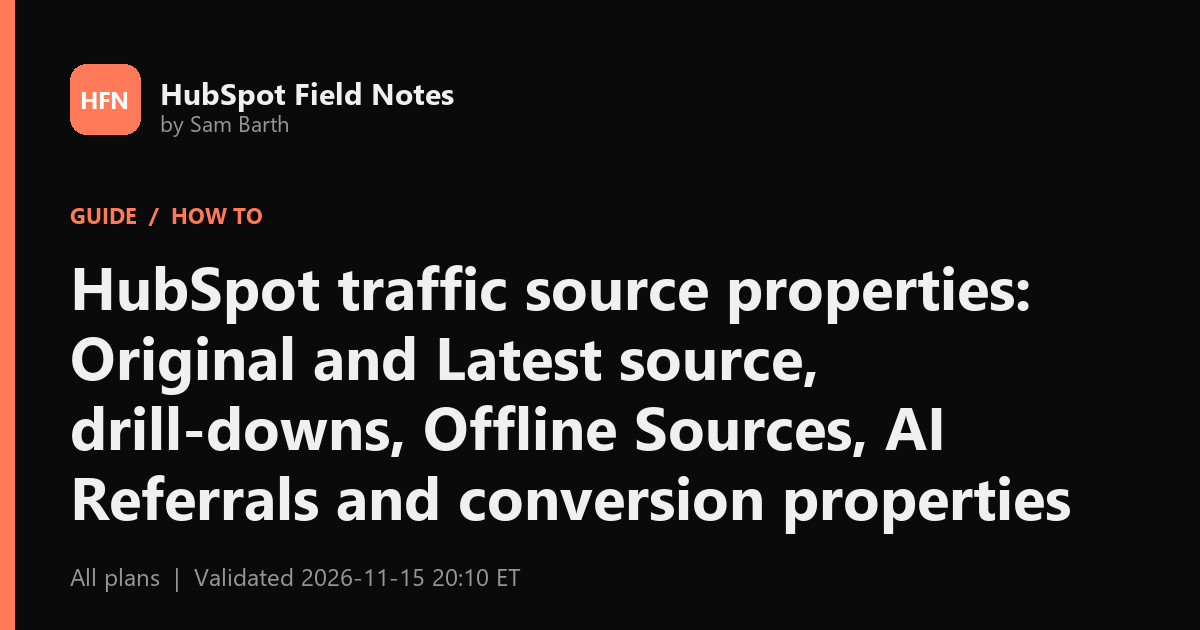 HFN
HubSpot Field Notes
by Sam Barth
GUIDE / HOW TO
HubSpot traffic source properties:
Original and Latest source,
drill-downs, Offline Sources, AI
Referrals and conversion properties
All plans | Validated 2026-11-15 20:10 ET